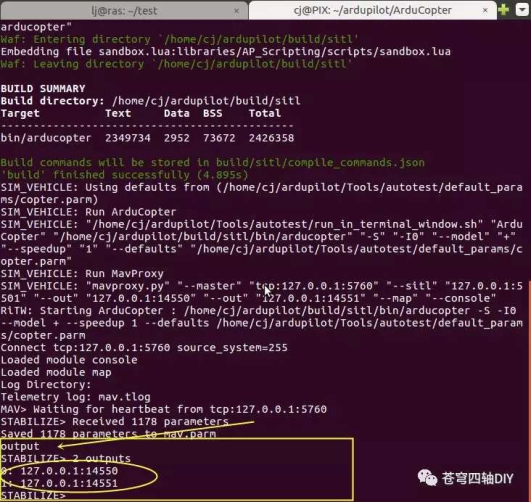 lj@ras: ~/test × cj@PIX: ~/ardupilot/ArduCopter ×
arducopter"
Waf: Entering directory `/home/cj/ardupilot/build/sitl'
Embedding file sandbox.lua:libraries/AP_Scripting/scripts/sandbox.lua
Waf: Leaving directory `/home/cj/ardupilot/build/sitl'
BUILD SUMMARY
Build directory: /home/cj/ardupilot/build/sitl
Target Text Data BSS Total
----------------------------------------------
bin/arducopter 2349734 2952 73672 2426358
Build commands will be stored in build/sitl/compile_commands.json
'build' finished successfully (4.895s)
SIM_VEHICLE: Using defaults from (/home/cj/ardupilot/Tools/autotest/default_para
ms/copter.parm)
SIM_VEHICLE: Run ArduCopter
SIM_VEHICLE: "/home/cj/ardupilot/Tools/autotest/run_in_terminal_window.sh" "Ardu
Copter" "/home/cj/ardupilot/build/sitl/bin/arducopter" "-S" "-I0" "--model" "+"
"--speedup" "1" "--defaults" "/home/cj/ardupilot/Tools/autotest/default_params/c
opter.parm"
SIM_VEHICLE: Run MavProxy
SIM_VEHICLE: "mavproxy.py" "--master" "tcp:127.0.0.1:5760" "--sitl" "127.0.0.1:5
501" "--out" "127.0.0.1:14550" "--out" "127.0.0.1:14551" "--map" "--console"
RiTW: Starting ArduCopter : /home/cj/ardupilot/build/sitl/bin/arducopter -S -I0
--model + --speedup 1 --defaults /home/cj/ardupilot/Tools/autotest/default_param
s/copter.parm
Connect tcp:127.0.0.1:5760 source_system=255
Loaded module console
Loaded module map
Log Directory:
Telemetry log: mav.tlog
MAV> Waiting for heartbeat from tcp:127.0.0.1:5760
STABILIZE> Received 1178 parameters
Saved 1178 parameters to mav.parm
output
STABILIZE> 2 outputs
0: 127.0.0.1:14550
1: 127.0.0.1:14551
STABILIZE>
苍穹四轴DIY